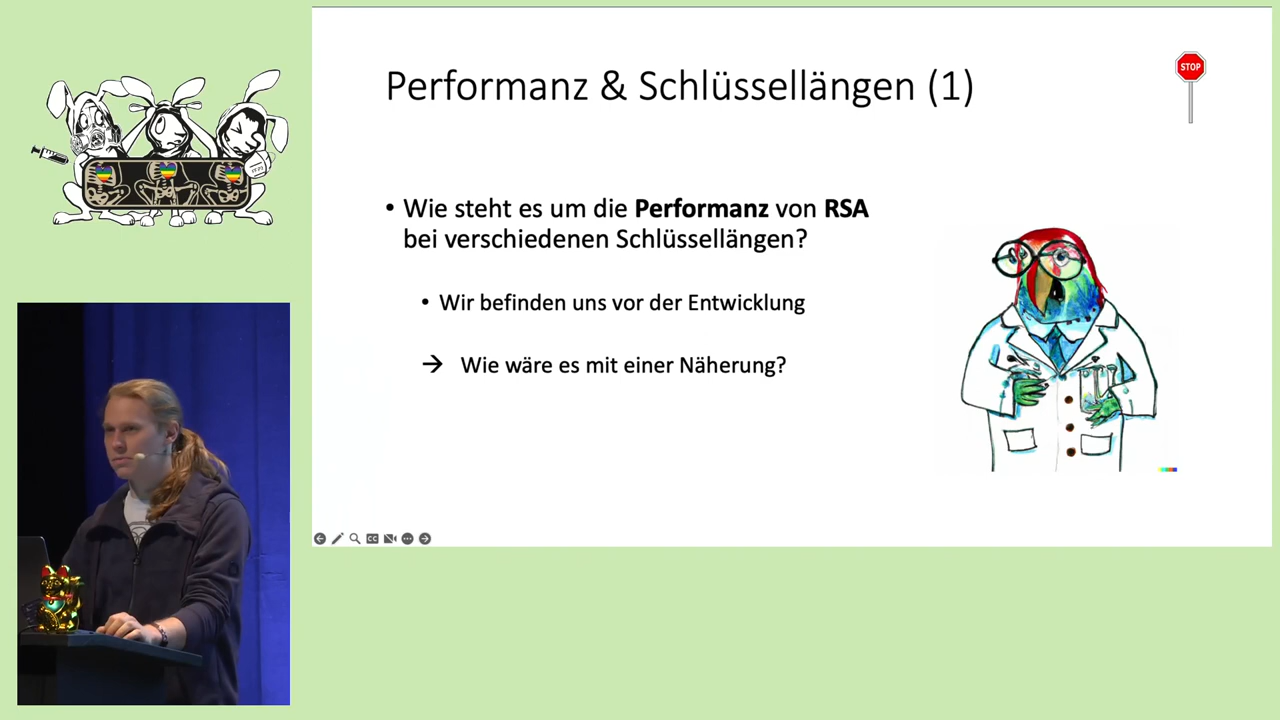 Performanz & Schlüssellängen (1)
STOP
• Wie steht es um die Performanz von RSA
bei verschiedenen Schlüssellängen?
• Wir befinden uns vor der Entwicklung
→ Wie wäre es mit einer Näherung?
CC